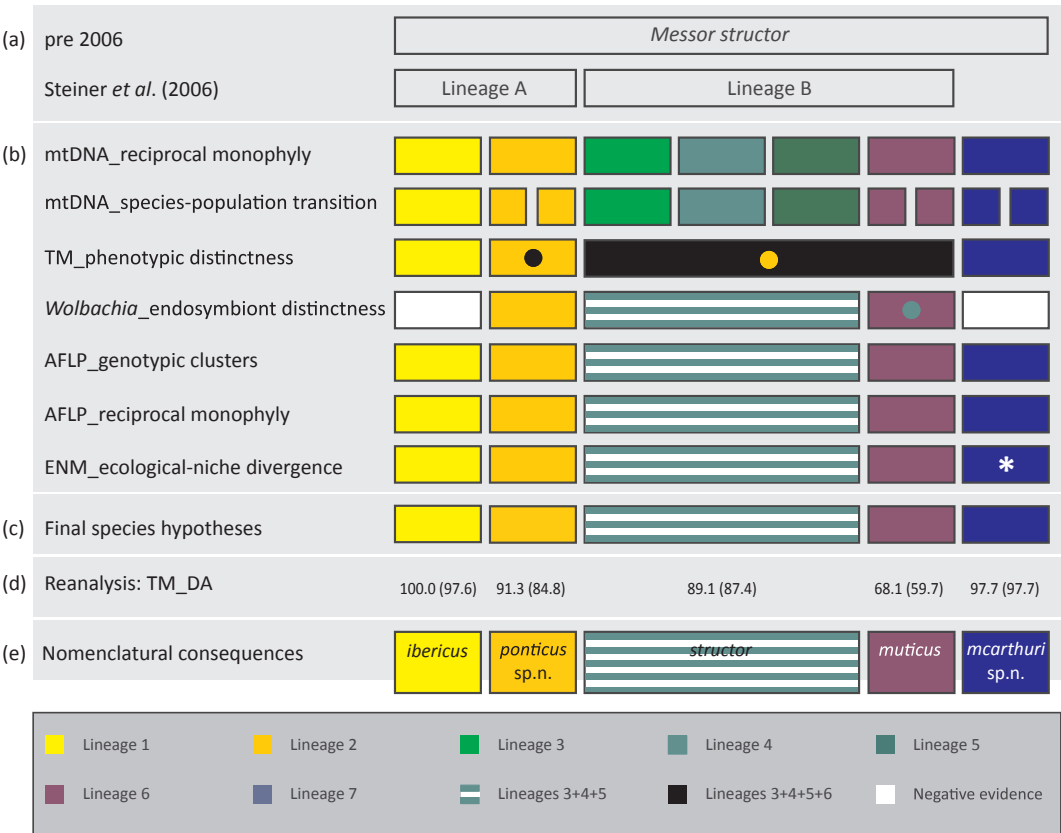 (a) pre 2006 Messor structor
Steiner et al. (2006) Lineage A Lineage B
(b) mtDNA_reciprocal monophyly
mtDNA_species-population transition
TM_phenotypic distinctness
Wolbachia_endosymbiont distinctness
AFLP_genotypic clusters
AFLP_reciprocal monophyly
ENM_ecological-niche divergence *
(c) Final species hypotheses
(d) Reanalysis: TM_DA 100.0 (97.6) 91.3 (84.8) 89.1 (87.4) 68.1 (59.7) 97.7 (97.7)
(e) Nomenclatural consequences ibericus ponticus structor muticus mcarthuri
sp.n. sp.n.
Lineage 1 Lineage 2 Lineage 3 Lineage 4 Lineage 5
Lineage 6 Lineage 7 Lineages 3+4+5 Lineages 3+4+5+6 Negative evidence